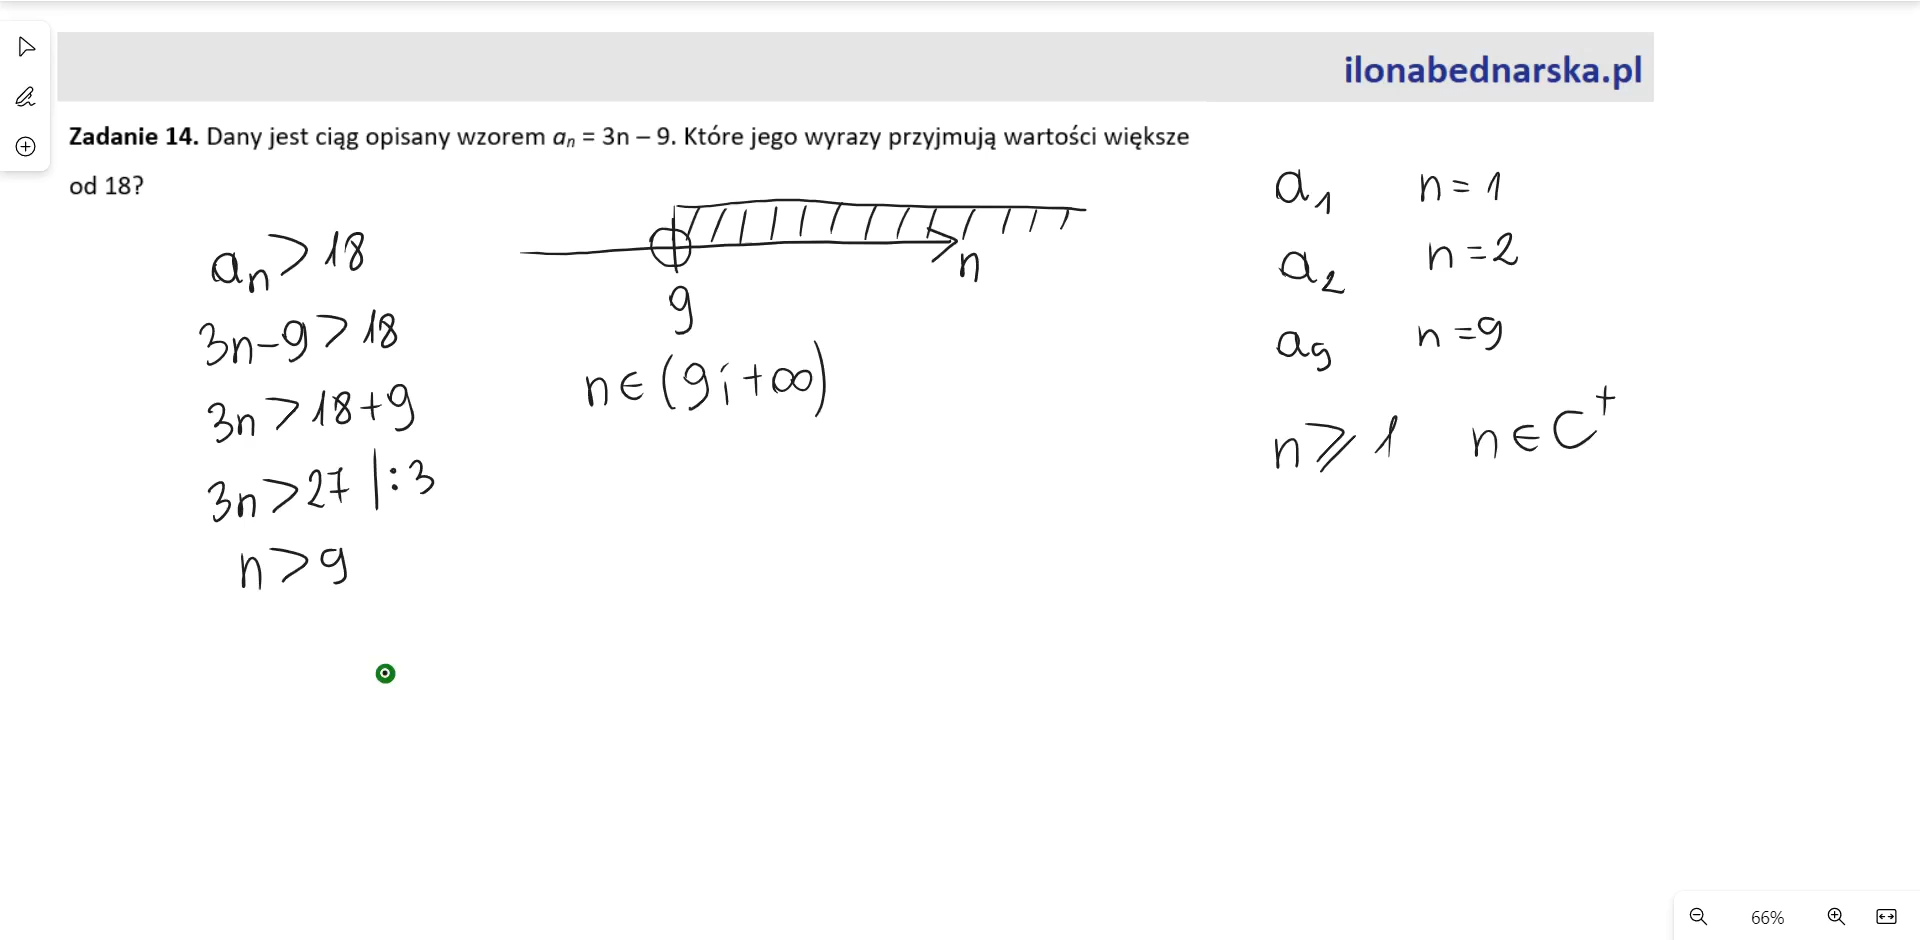 ilonabednarska.pl
Zadanie 14. Dany jest ciąg opisany wzorem aₙ = 3n – 9. Które jego wyrazy przyjmują wartości większe
od 18?
aₙ > 18
3n-9 > 18
3n > 18+9
3n > 27 |:3
n > 9
n
9
n ∈ (9; +∞)
a₁ n = 1
a₂ n = 2
a₉ n = 9
n ⩾ 1 n ∈ C⁺
66%